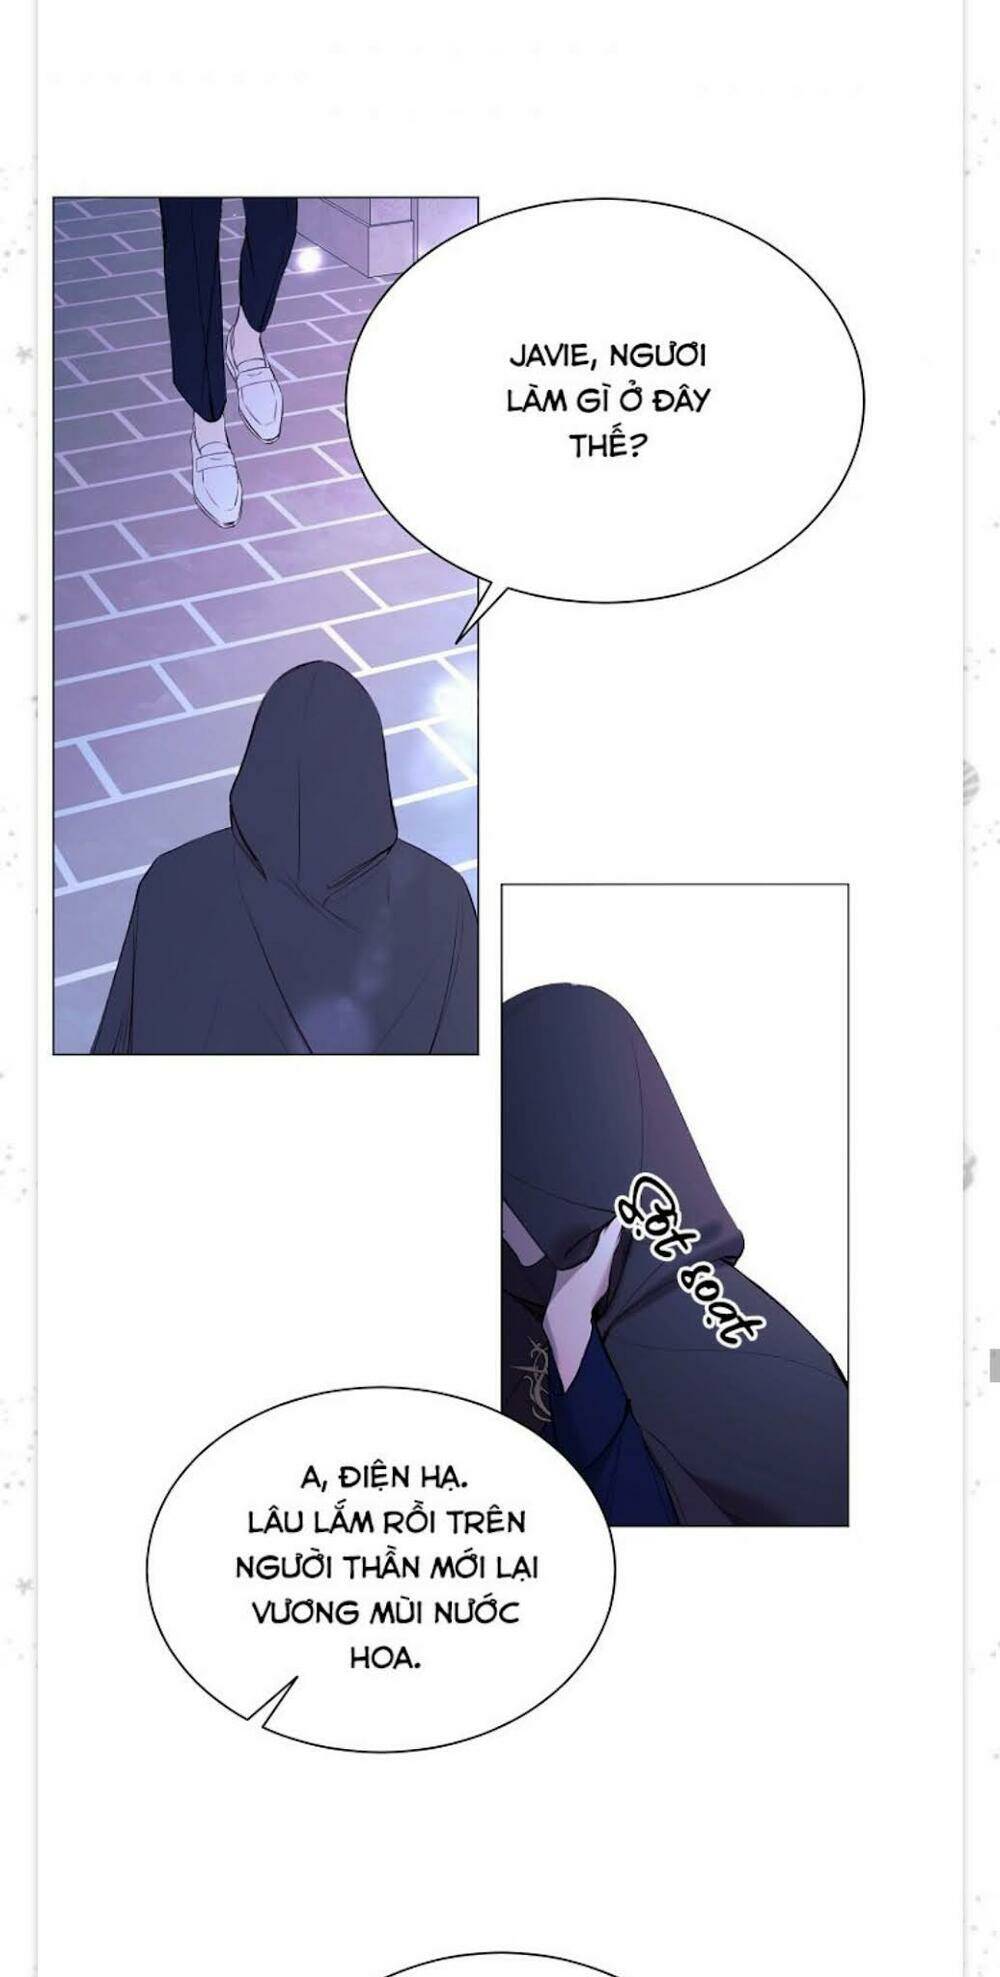 JAVIE, NGƯƠI
LÀM GÌ Ở ĐÂY
THẾ?
Sột soạt
A, ĐIỆN HẠ.
LÂU LẮM RỒI TRÊN
NGƯỜI THẦN MỚI LẠI
VƯƠNG MÙI NƯỚC
HOA.